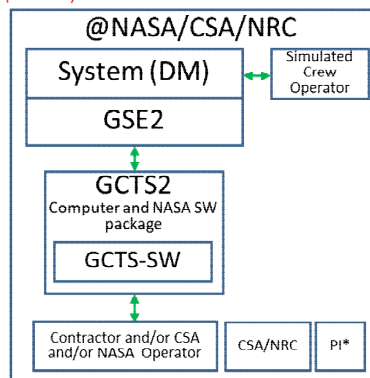 @NASA/CSA/NRC
System (DM)
Simulated
Crew
Operator
GSE2
GCTS2
Computer and NASA SW
package
GCTS-SW
Contractor and/or CSA
and/or NASA Operator
CSA/NRC
PI*